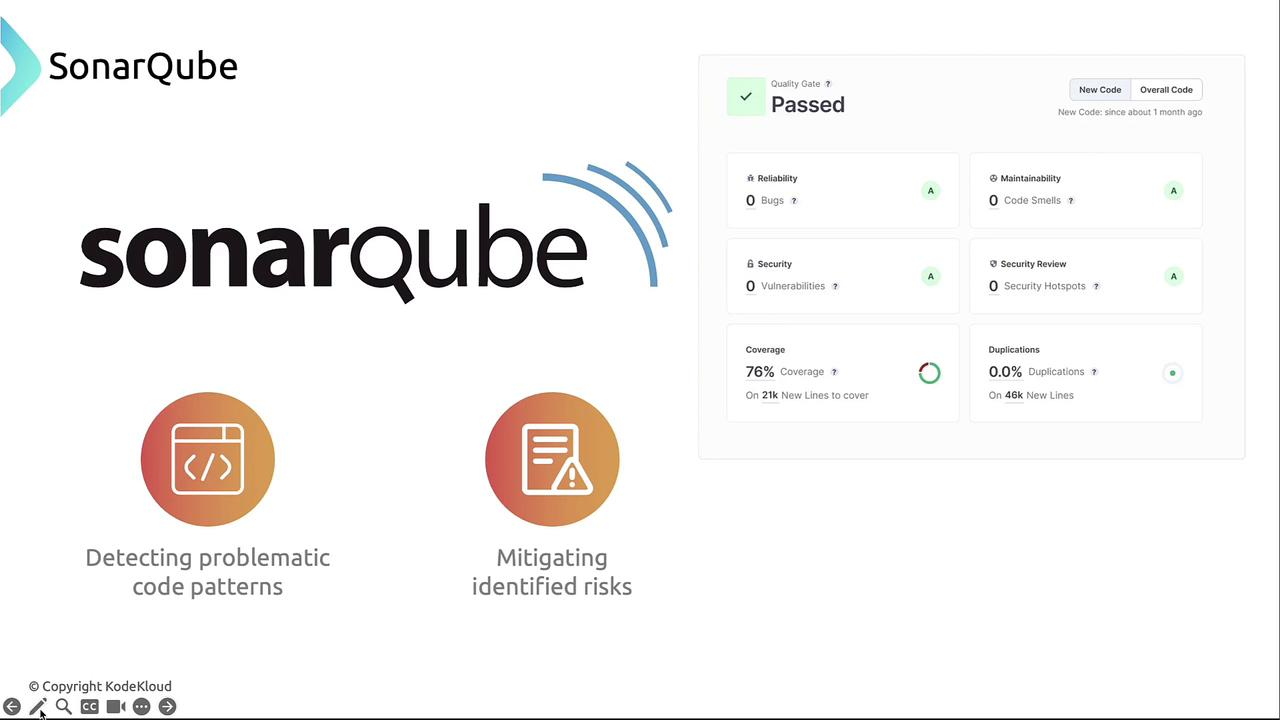 SonarQube
sonarqube
Detecting problematic
code patterns
Mitigating
identified risks
Quality Gate ?
Passed
New Code Overall Code
New Code: since about 1 month ago
Reliability
0 Bugs ?
A
Maintainability
0 Code Smells ?
A
Security
0 Vulnerabilities ?
A
Security Review
0 Security Hotspots ?
A
Coverage
76% Coverage ?
On 21k New Lines to cover
Duplications
0.0% Duplications ?
On 46k New Lines
© Copyright KodeKloud
CC